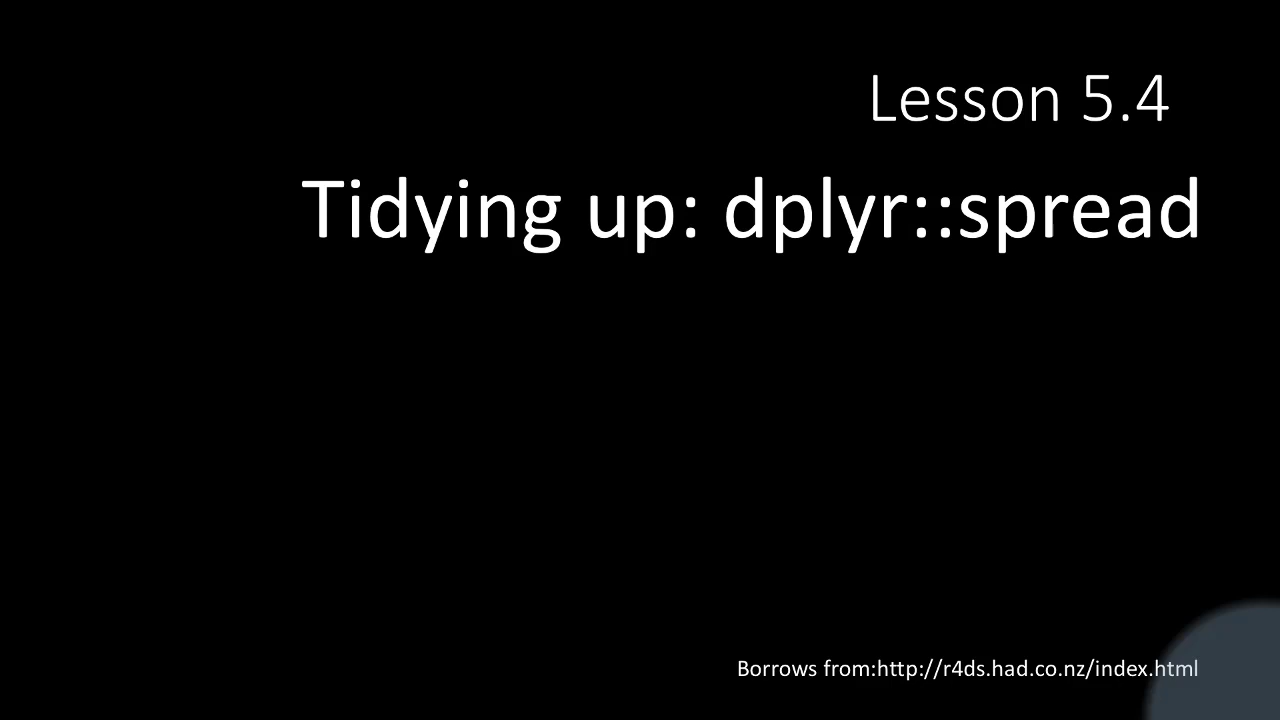 Lesson 5.4
Tidying up: dplyr::spread
Borrows from:http://r4ds.had.co.nz/index.html